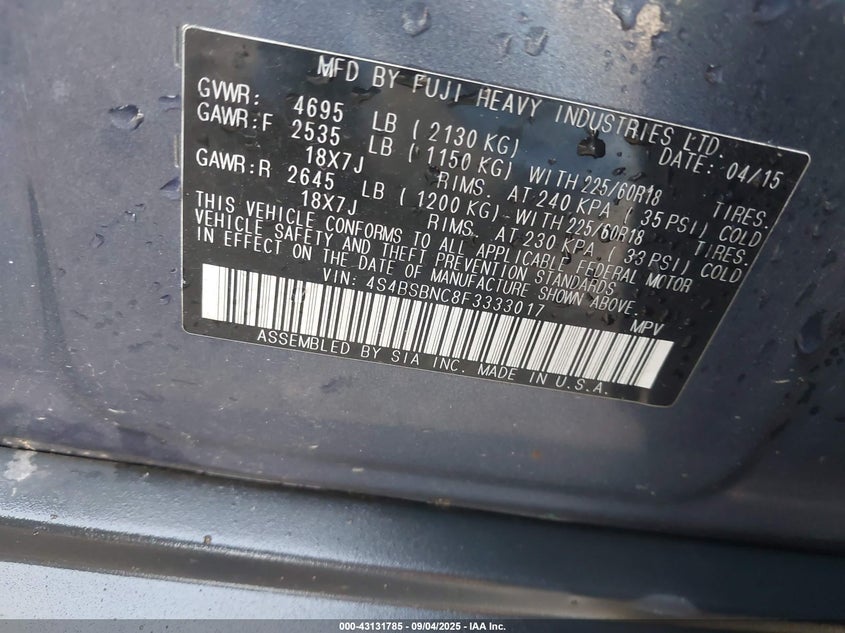 MFD BY FUJI HEAVY INDUSTRIES LTD.
GVWR: 4695 LB ( 2130 KG) DATE: 04/15
GAWR:F 2535 LB ( 1150 KG) WITH 225/60R18 TIRES.
18X7J RIMS. AT 240 KPA ( 35 PSI) COLD
GAWR:R 2645 LB ( 1200 KG) WITH 225/60R18 TIRES.
18X7J RIMS. AT 230 KPA ( 33 PSI) COLD
THIS VEHICLE CONFORMS TO ALL APPLICABLE FEDERAL MOTOR
VEHICLE SAFETY AND THEFT PREVENTION STANDARDS
IN EFFECT ON THE DATE OF MANUFACTURE SHOWN ABOVE.
VIN: 4S4BSBNC8F3333017 MPV
ASSEMBLED BY SIA INC. MADE IN U.S.A.
000-43131785 - 09/04/2025 - IAA Inc.